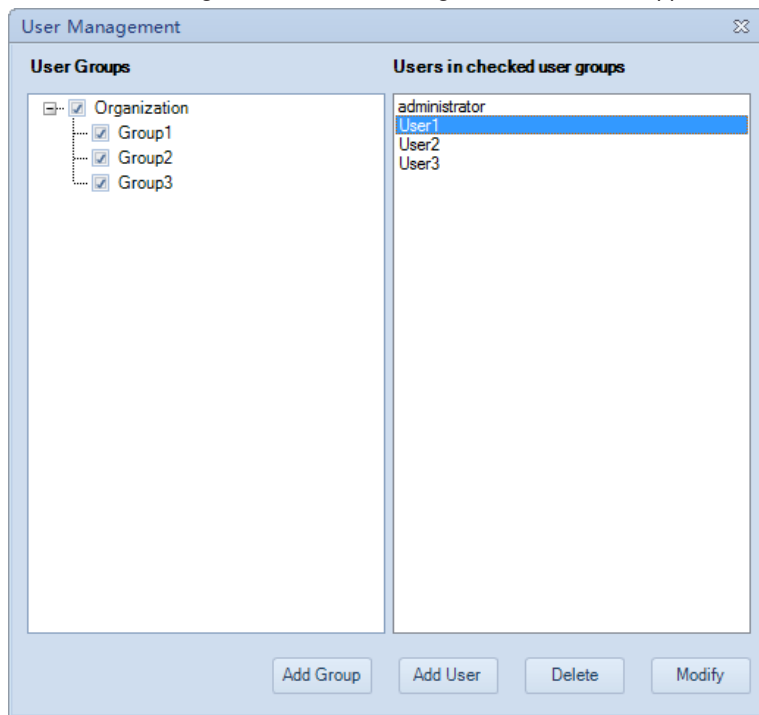 User Management
User Groups
Users in checked user groups
Organization
Group1
Group2
Group3
administrator
User1
User2
User3
Add Group
Add User
Delete
Modify